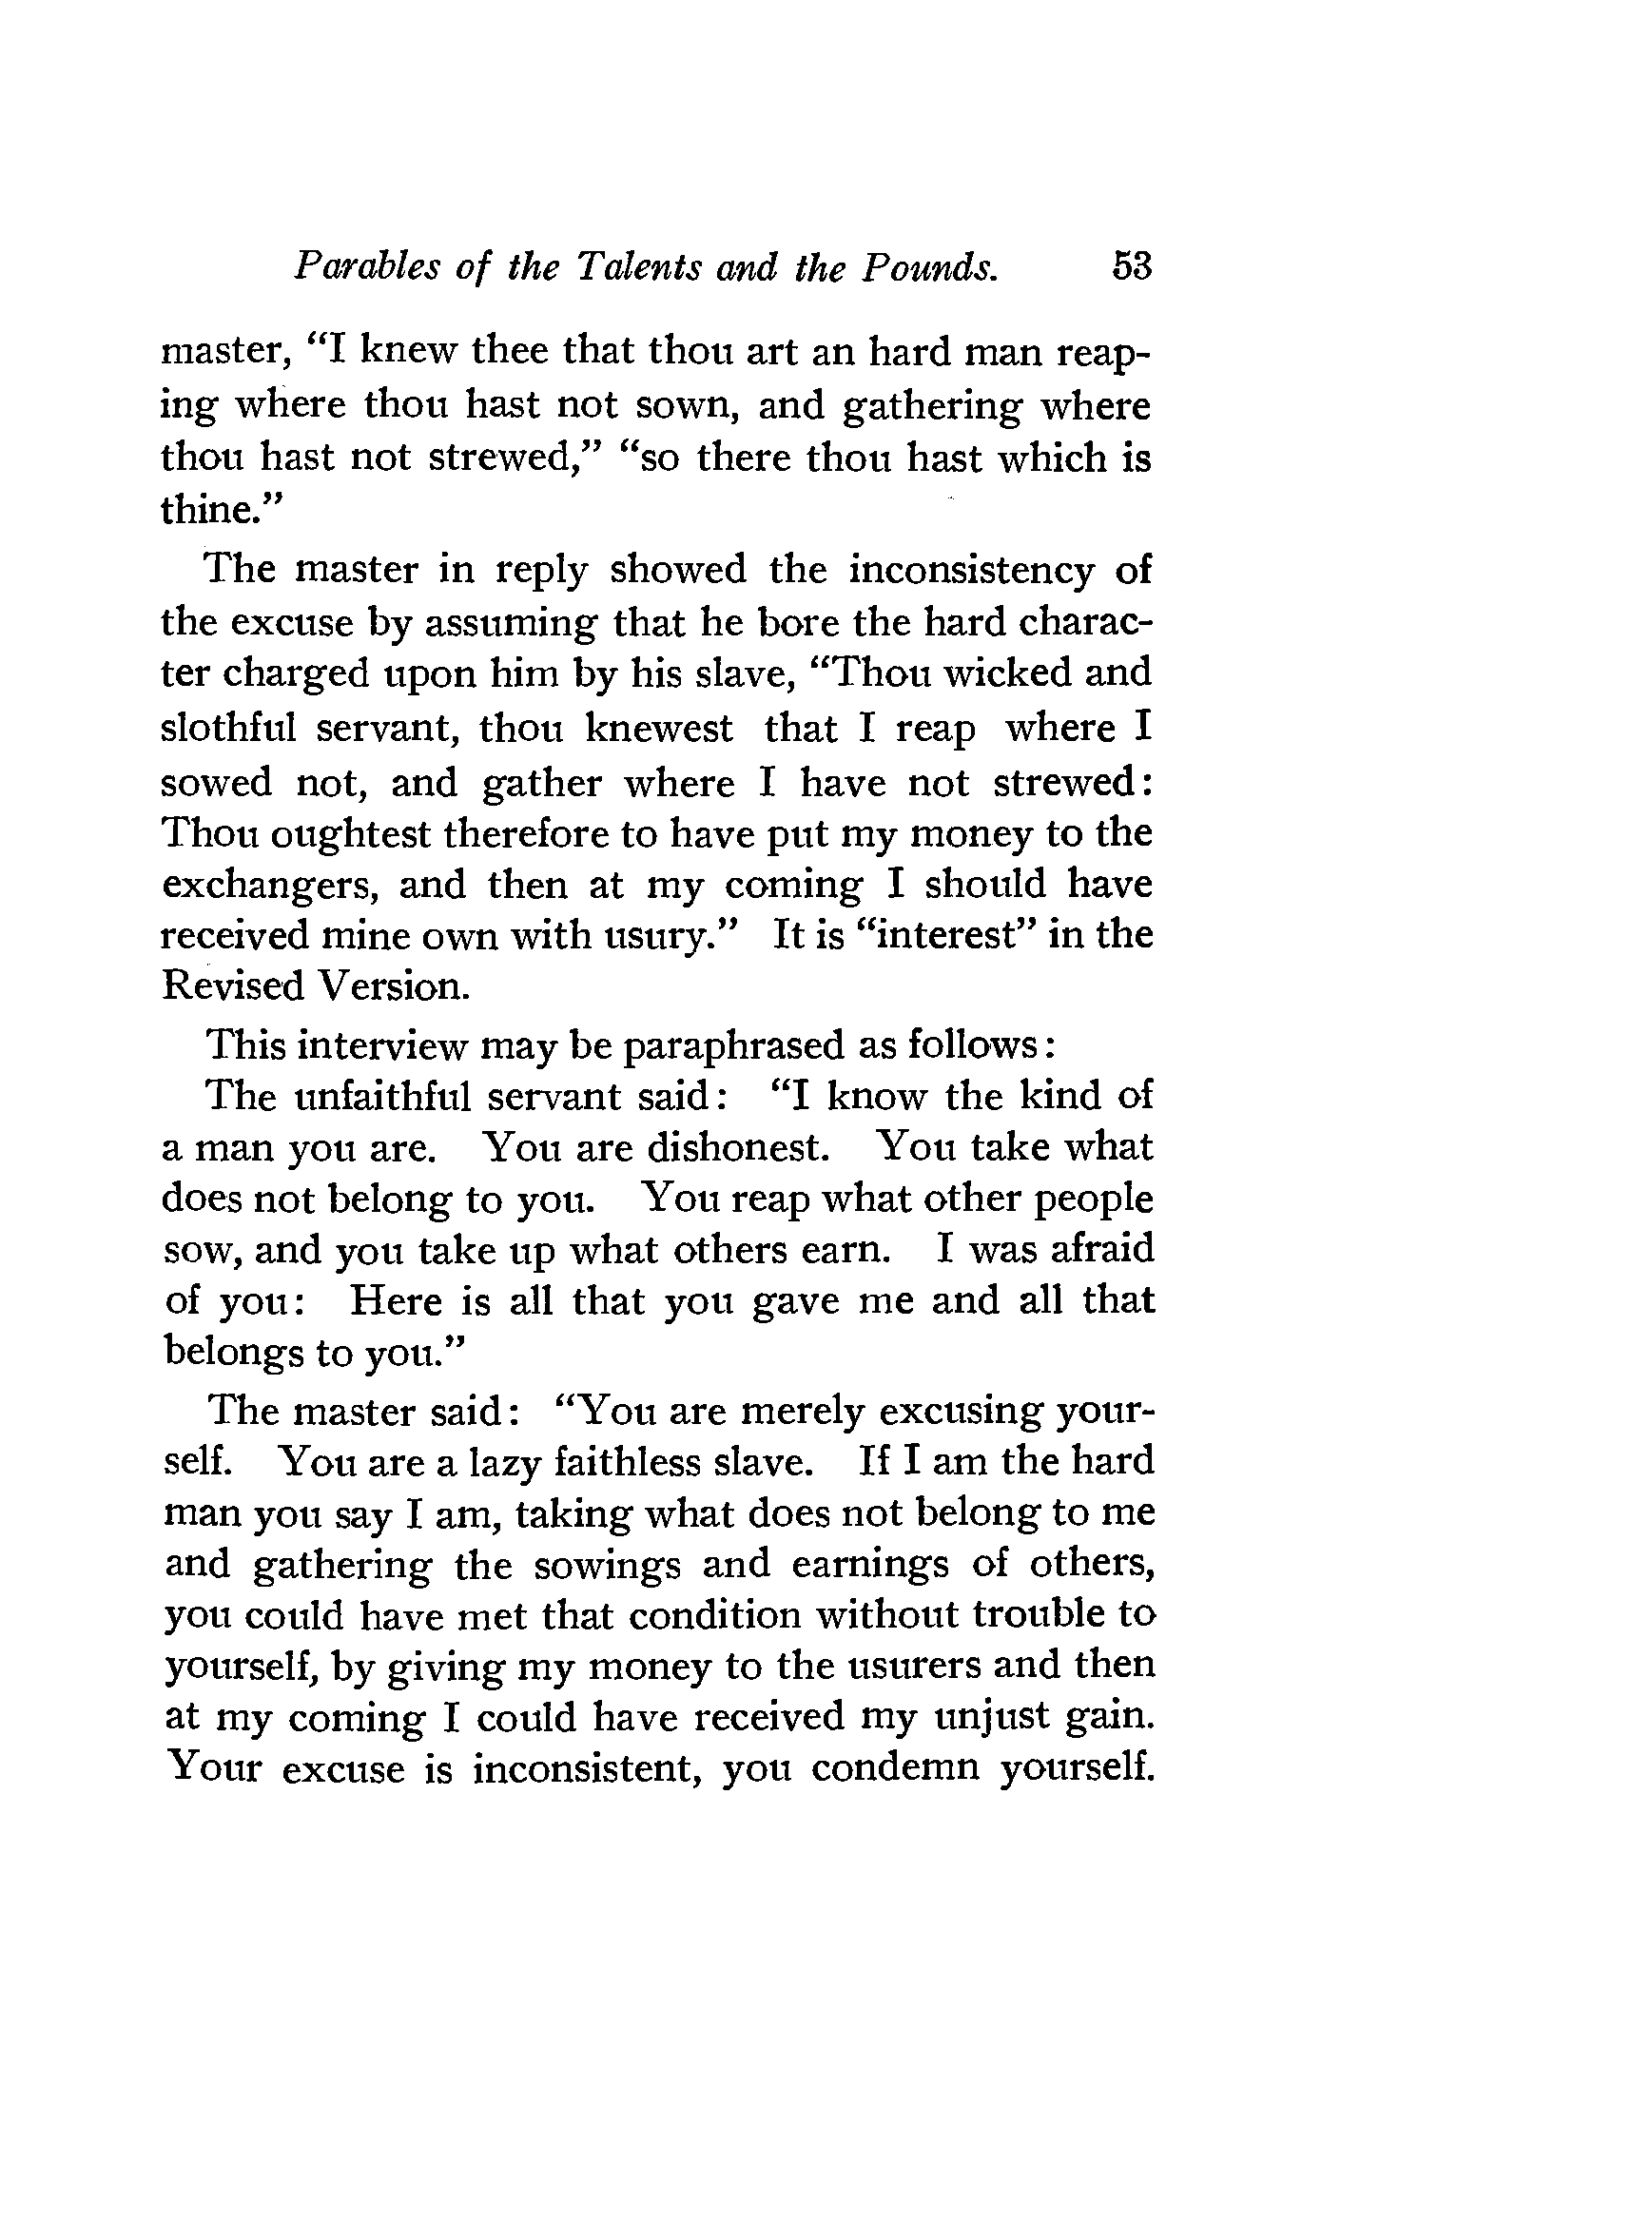 Parables of the Talents and the Pounds. 53
master, “I knew thee that thou art an hard man reap-
ing where thou hast not sown, and gathering where
thou hast not strewed,” “so there thou hast which is
thine.”
The master in reply showed the inconsistency of
the excuse by assuming that he bore the hard charac-
ter charged upon him by his slave, “Thou wicked and
slothful servant, thou knewest that I reap where I
sowed not, and gather where I have not strewed:
Thou oughtest therefore to have put my money to the
exchangers, and then at my coming I should have
received mine own with usury.” It is “interest” in the
Revised Version.
This interview may be paraphrased as follows:
The unfaithful servant said: “I know the kind of
a man you are. You are dishonest. You take what
does not belong to you. You reap what other people
sow, and you take up what others earn. I was afraid
of you: Here is all that you gave me and all that
belongs to you.”
The master said: “You are merely excusing your-
self. You are a lazy faithless slave. If I am the hard
man you say I am, taking what does not belong to me
and gathering the sowings and earnings of others,
you could have met that condition without trouble to
yourself, by giving my money to the usurers and then
at my coming I could have received my unjust gain.
Your excuse is inconsistent, you condemn yourself.